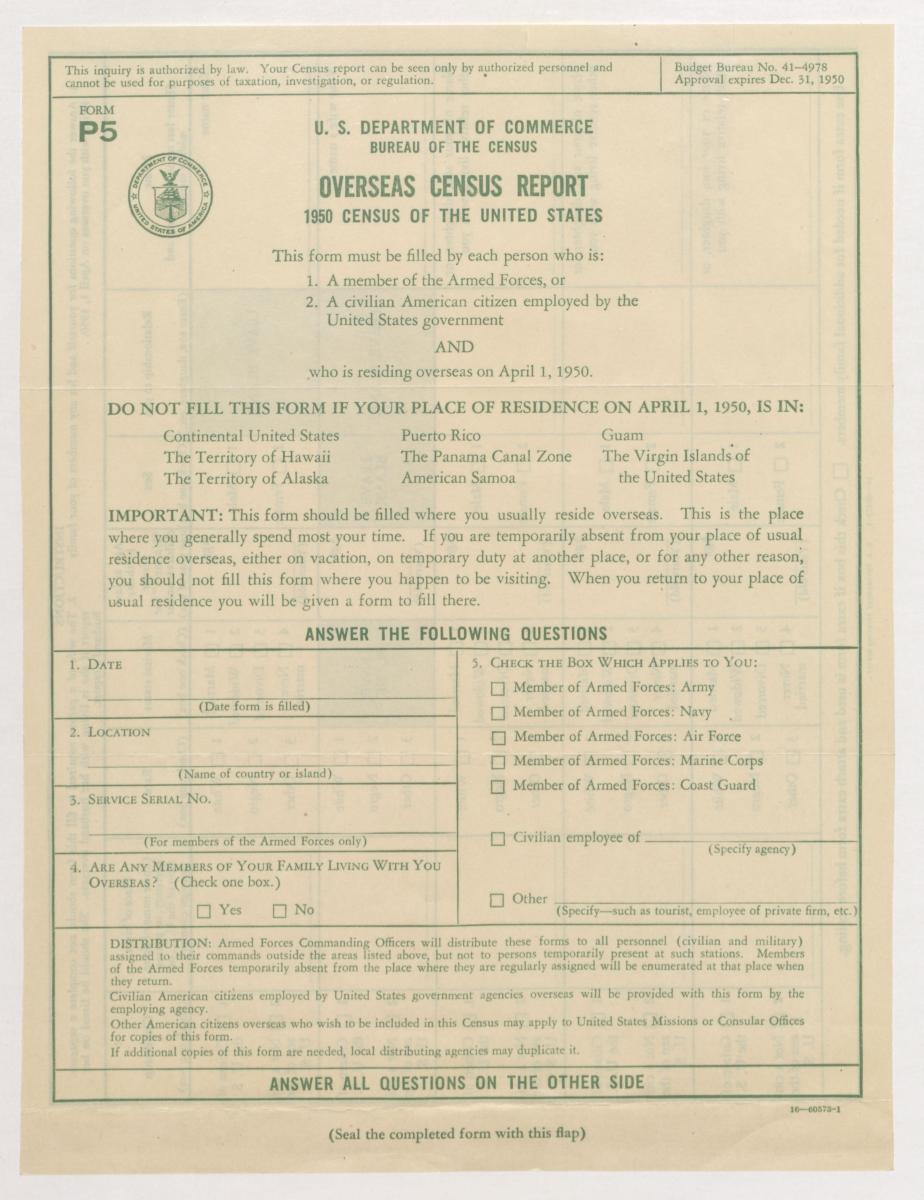 This inquiry is authorized by law. Your Census report can be seen only by authorized personnel and
cannot be used for purposes of taxation, investigation, or regulation.
Budget Bureau No. 41–4978
Approval expires Dec. 31, 1950
FORM
P5
DEPARTMENT OF COMMERCE
UNITED STATES OF AMERICA
U. S. DEPARTMENT OF COMMERCE
BUREAU OF THE CENSUS
OVERSEAS CENSUS REPORT
1950 CENSUS OF THE UNITED STATES
This form must be filled by each person who is:
1. A member of the Armed Forces, or
2. A civilian American citizen employed by the
United States government
AND
who is residing overseas on April 1, 1950.
DO NOT FILL THIS FORM IF YOUR PLACE OF RESIDENCE ON APRIL 1, 1950, IS IN:
Continental United States Puerto Rico Guam
The Territory of Hawaii The Panama Canal Zone The Virgin Islands of
The Territory of Alaska American Samoa the United States
IMPORTANT: This form should be filled where you usually reside overseas. This is the place
where you generally spend most your time. If you are temporarily absent from your place of usual
residence overseas, either on vacation, on temporary duty at another place, or for any other reason,
you should not fill this form where you happen to be visiting. When you return to your place of
usual residence you will be given a form to fill there.
ANSWER THE FOLLOWING QUESTIONS
1. DATE
(Date form is filled)
2. LOCATION
(Name of country or island)
3. SERVICE SERIAL NO.
(For members of the Armed Forces only)
4. ARE ANY MEMBERS OF YOUR FAMILY LIVING WITH YOU
OVERSEAS? (Check one box.)
Yes No
5. CHECK THE BOX WHICH APPLIES TO YOU:
Member of Armed Forces: Army
Member of Armed Forces: Navy
Member of Armed Forces: Air Force
Member of Armed Forces: Marine Corps
Member of Armed Forces: Coast Guard
Civilian employee of
(Specify agency)
Other
(Specify—such as tourist, employee of private firm, etc.)
DISTRIBUTION: Armed Forces Commanding Officers will distribute these forms to all personnel (civilian and military)
assigned to their commands outside the areas listed above, but not to persons temporarily present at such stations. Members
of the Armed Forces temporarily absent from the place where they are regularly assigned will be enumerated at that place when
they return.
Civilian American citizens employed by United States government agencies overseas will be provided with this form by the
employing agency.
Other American citizens overseas who wish to be included in this Census may apply to United States Missions or Consular Offices
for copies of this form.
If additional copies of this form are needed, local distributing agencies may duplicate it.
ANSWER ALL QUESTIONS ON THE OTHER SIDE
16—60573-1
(Seal the completed form with this flap)